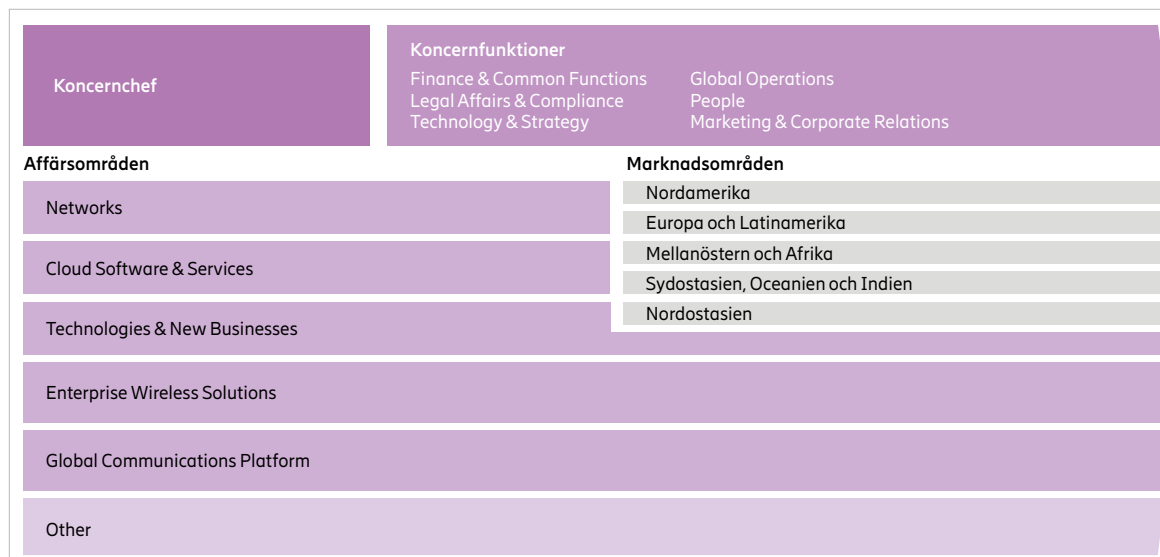 Koncernchef
Koncernfunktioner
Finance & Common Functions
Legal Affairs & Compliance
Technology & Strategy
Global Operations
People
Marketing & Corporate Relations
Affärsområden
Networks
Cloud Software & Services
Technologies & New Businesses
Enterprise Wireless Solutions
Global Communications Platform
Other
Marknadsområden
Nordamerika
Europa och Latinamerika
Mellanöstern och Afrika
Sydostasien, Oceanien och Indien
Nordostasien